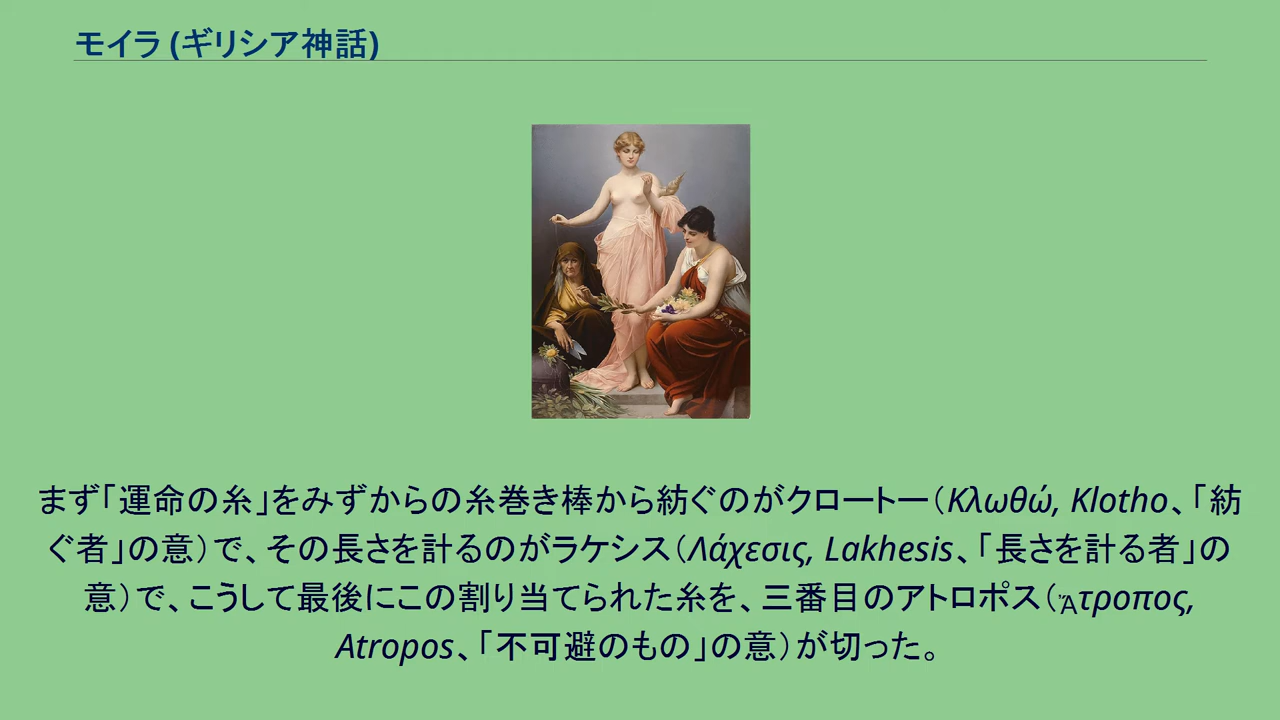 モイラ (ギリシア神話)
まず「運命の糸」をみずからの糸巻き棒から紡ぐのがクロートー（Κλωθώ, Klotho、「紡
ぐ者」の意）で、その長さを計るのがラケシス（Λάχεσις, Lakhesis、「長さを計る者」の
意）で、こうして最後にこの割り当てられた糸を、三番目のアトロポス（Ἄτροπος,
Atropos、「不可避のもの」の意）が切った。